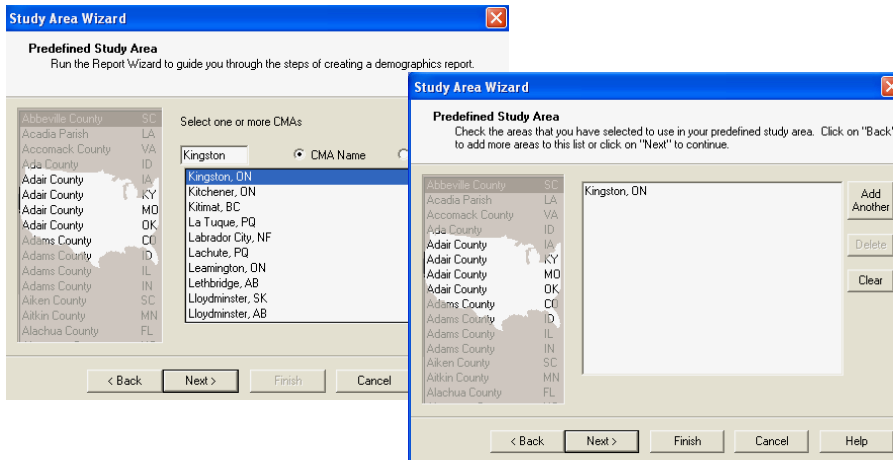 Study Area Wizard
Predefined Study Area
Run the Report Wizard to guide you through the steps of creating a demographics report.
Abbeville County SC
Acadia Parish LA
Accomack County VA
Ada County ID
Adair County IA
Adair County KY
Adair County MO
Adair County OK
Adams County CO
Adams County ID
Adams County IL
Adams County IN
Aiken County SC
Aitkin County MN
Alachua County FL
Select one or more CMAs
Kingston
CMA Name
Kingston, ON
Kitchener, ON
Kitimat, BC
La Tuque, PQ
Labrador City, NF
Lachute, PQ
Leamington, ON
Lethbridge, AB
Lloydminster, SK
Lloydminster, AB
< Back Next > Finish Cancel
Study Area Wizard
Predefined Study Area
Check the areas that you have selected to use in your predefined study area. Click on "Back"
to add more areas to this list or click on "Next" to continue.
Abbeville County SC
Acadia Parish LA
Accomack County VA
Ada County ID
Adair County IA
Adair County KY
Adair County MO
Adair County OK
Adams County CO
Adams County ID
Adams County IL
Adams County IN
Aiken County SC
Aitkin County MN
Alachua County FL
Kingston, ON
Add
Another
Delete
Clear
< Back Next > Finish Cancel Help